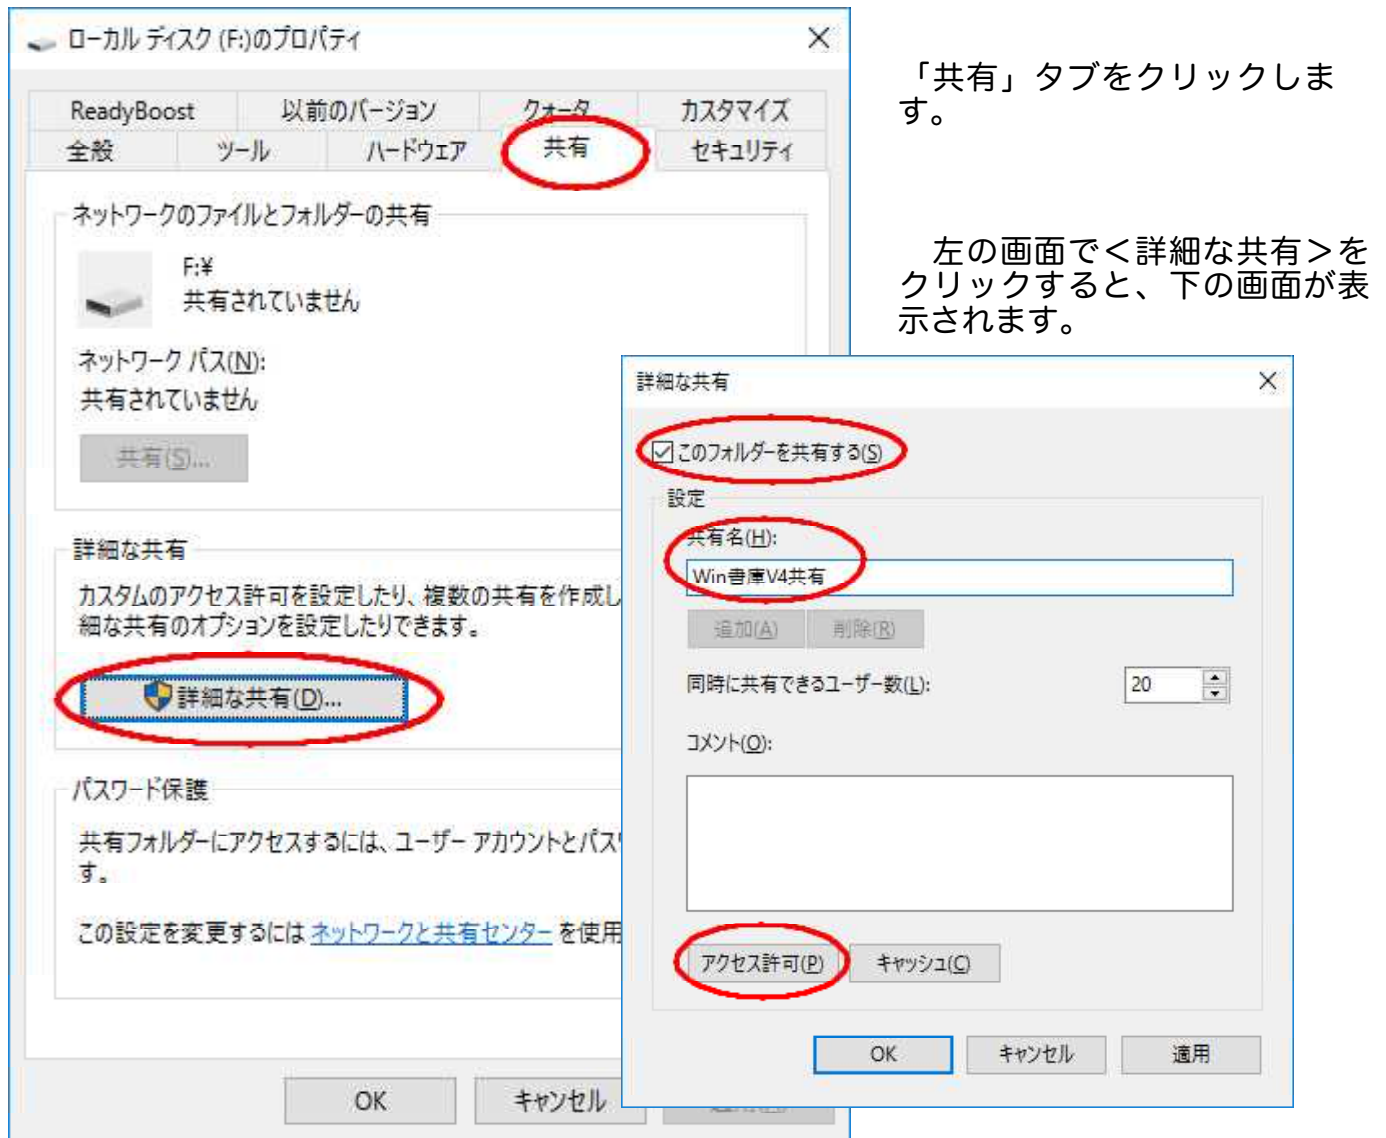 ローカル ディスク (F:)のプロパティ
ReadyBoost 以前のバージョン クォータ カスタマイズ
全般 ツール ハードウェア 共有 セキュリティ
ネットワークのファイルとフォルダーの共有
F:¥
共有されていません
ネットワーク パス(N):
共有されていません
共有(S)...
詳細な共有
カスタムのアクセス許可を設定したり、複数の共有を作成し
細な共有のオプションを設定したりできます。
詳細な共有(D)...
パスワード保護
共有フォルダーにアクセスするには、ユーザー アカウントとパス
す。
この設定を変更するには ネットワークと共有センター を使用
OK キャンセル
「共有」タブをクリックしま
す。
左の画面で<詳細な共有>を
クリックすると、下の画面が表
示されます。
詳細な共有
このフォルダーを共有する(S)
設定
共有名(H):
Win書庫V4共有
追加(A) 削除(R)
同時に共有できるユーザー数(L): 20
コメント(O):
アクセス許可(P) キャッシュ(C)
OK キャンセル 適用